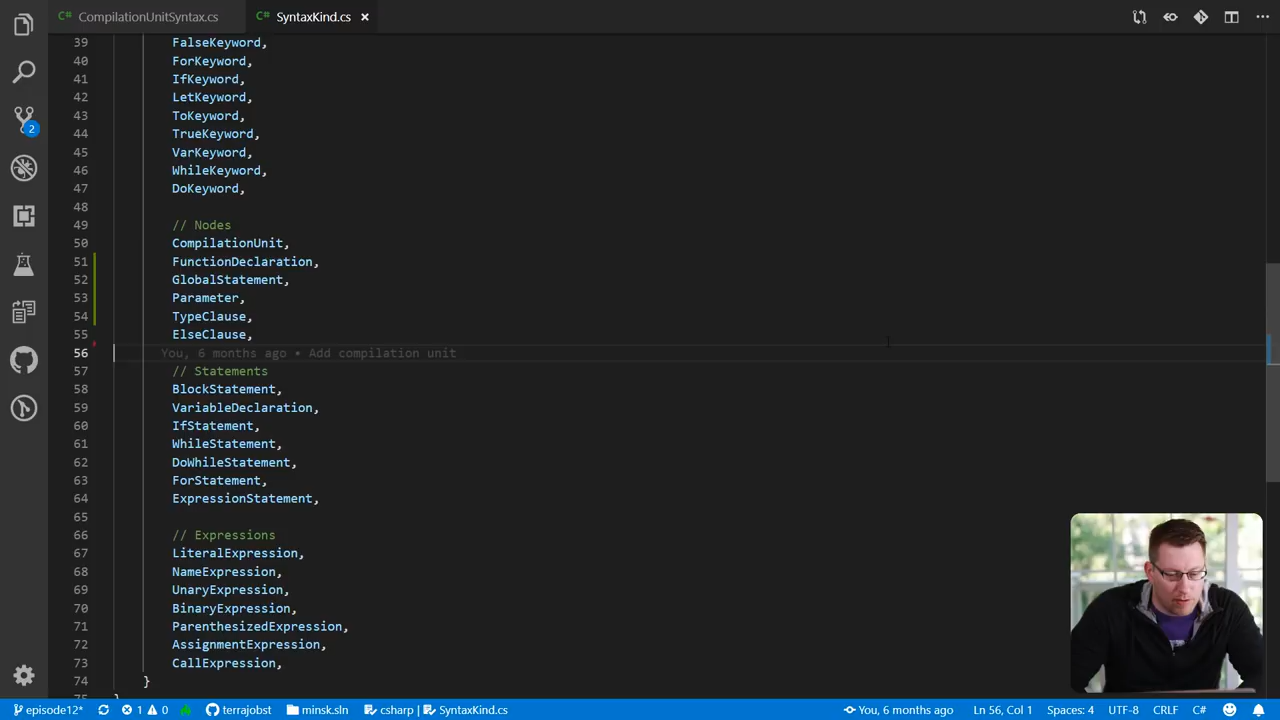 CompilationUnitSyntax.cs
SyntaxKind.cs
39 FalseKeyword,
40 ForKeyword,
41 IfKeyword,
42 LetKeyword,
43 ToKeyword,
44 TrueKeyword,
45 VarKeyword,
46 WhileKeyword,
47 DoKeyword,
48
49 // Nodes
50 CompilationUnit,
51 FunctionDeclaration,
52 GlobalStatement,
53 Parameter,
54 TypeClause,
55 ElseClause,
56 You, 6 months ago • Add compilation unit
57 // Statements
58 BlockStatement,
59 VariableDeclaration,
60 IfStatement,
61 WhileStatement,
62 DoWhileStatement,
63 ForStatement,
64 ExpressionStatement,
65
66 // Expressions
67 LiteralExpression,
68 NameExpression,
69 UnaryExpression,
70 BinaryExpression,
71 ParenthesizedExpression,
72 AssignmentExpression,
73 CallExpression,
74 }
75 }
2
episode12* 1 0 terrajobst minsk.sln csharp | SyntaxKind.cs You, 6 months ago Ln 56, Col 1 Spaces: 4 UTF-8 CRLF C#